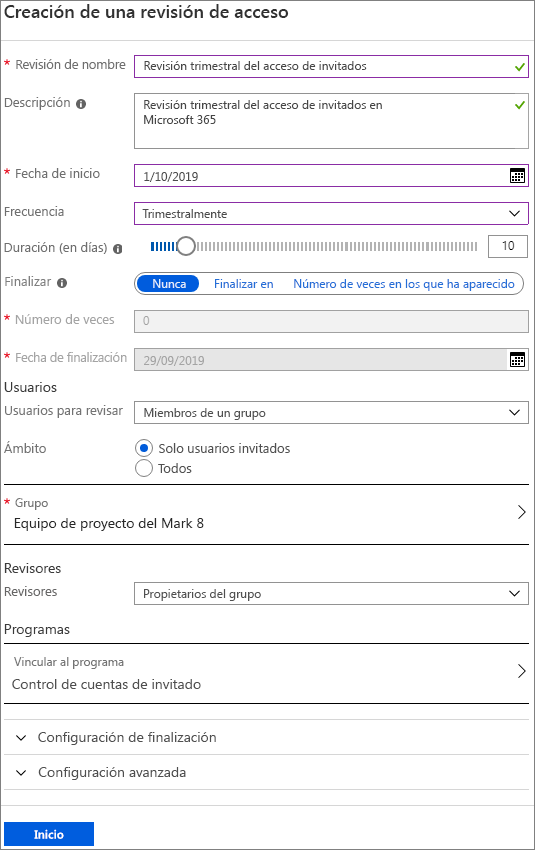 Creación de una revisión de acceso
* Revisión de nombre Revisión trimestral del acceso de invitados
Descripción Revisión trimestral del acceso de invitados en
Microsoft 365
* Fecha de inicio 1/10/2019
Frecuencia Trimestralmente
Duración (en días) 10
Finalizar Nunca Finalizar en Número de veces en los que ha aparecido
* Número de veces 0
* Fecha de finalización 29/09/2019
Usuarios
Usuarios para revisar Miembros de un grupo
Ámbito Solo usuarios invitados
Todos
* Grupo
Equipo de proyecto del Mark 8
Revisores
Revisores Propietarios del grupo
Programas
Vincular al programa
Control de cuentas de invitado
Configuración de finalización
Configuración avanzada
Inicio